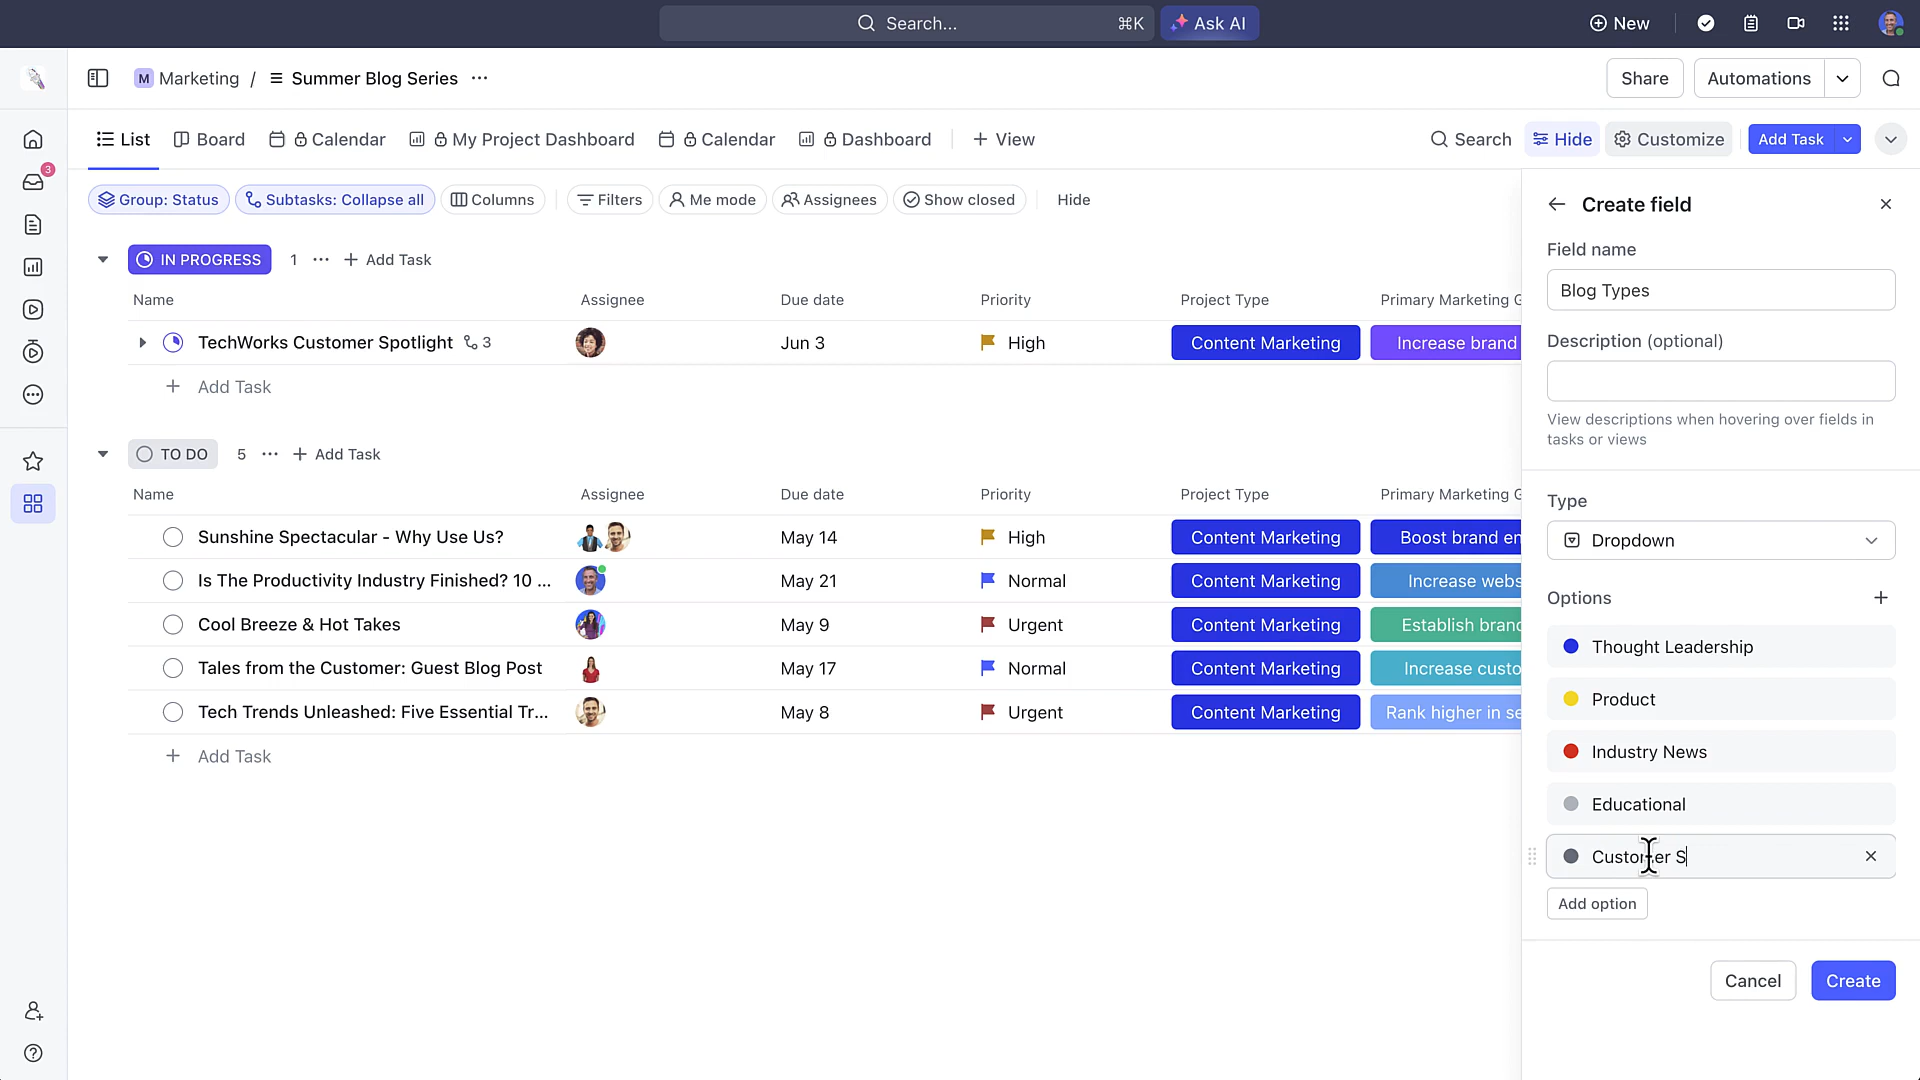 Search... ⌘K Ask AI New
M Marketing / Summer Blog Series ... Share Automations
List Board Calendar My Project Dashboard Calendar Dashboard + View Search Hide Customize Add Task
Group: Status Subtasks: Collapse all Columns Filters Me mode Assignees Show closed Hide
3
IN PROGRESS 1 ... + Add Task
Name Assignee Due date Priority Project Type Primary Marketing G
TechWorks Customer Spotlight 3 Jun 3 High Content Marketing Increase brand
+ Add Task
TO DO 5 ... + Add Task
Name Assignee Due date Priority Project Type Primary Marketing G
Sunshine Spectacular - Why Use Us? May 14 High Content Marketing Boost brand en
Is The Productivity Industry Finished? 10 ... May 21 Normal Content Marketing Increase webs
Cool Breeze & Hot Takes May 9 Urgent Content Marketing Establish brand
Tales from the Customer: Guest Blog Post May 17 Normal Content Marketing Increase custo
Tech Trends Unleashed: Five Essential Tr... May 8 Urgent Content Marketing Rank higher in se
+ Add Task
Create field
Field name
Blog Types
Description (optional)
View descriptions when hovering over fields in
tasks or views
Type
Dropdown
Options +
Thought Leadership
Product
Industry News
Educational
Customer S
Add option
Cancel Create